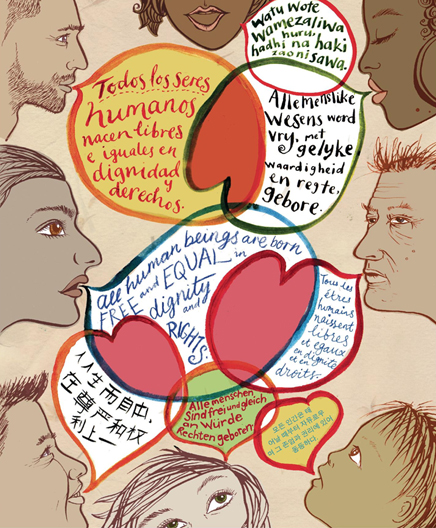 Watu wote
wamezaliwa
huru,
hadhi na haki
zao ni sawa.
Todos los seres
humanos
nacen libres
e iguales en
dignidad
y
derechos.
Alle menslike
wesens word
vry, met
gelyke
waardigheid
en regte,
gebore.
all human beings are born
FREE and EQUAL in
dignity and
RIGHTS.
Tous les
êtres
humains
naissent
libres
et egaux
en dignité
et en
droits.
人人生而自由,
在尊嚴和权
利上一
Alle menschen
sind frei und gleich
an Würde
Rechten geboren.
모든 인간은 태
어날 때부터 자유로우
며 그 존엄과 권리에 있어
동등하다